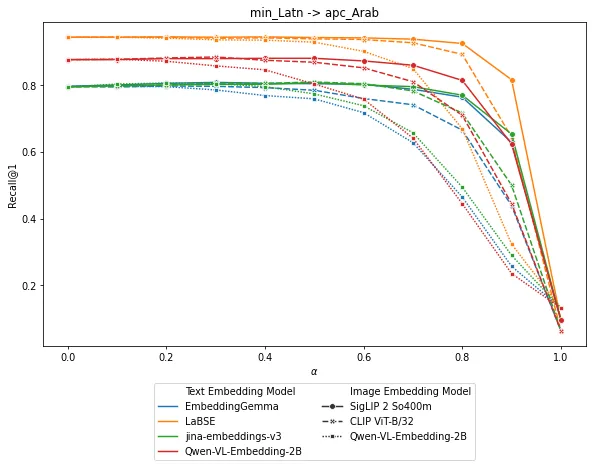 min_Latn -> apc_Arab
Recall@1
0.8
0.6
0.4
0.2
0.0 0.2 0.4 0.6 0.8 1.0
α
Text Embedding Model Image Embedding Model
EmbeddingGemma SigLIP 2 So400m
LaBSE CLIP ViT-B/32
jina-embeddings-v3 Qwen-VL-Embedding-2B
Qwen-VL-Embedding-2B